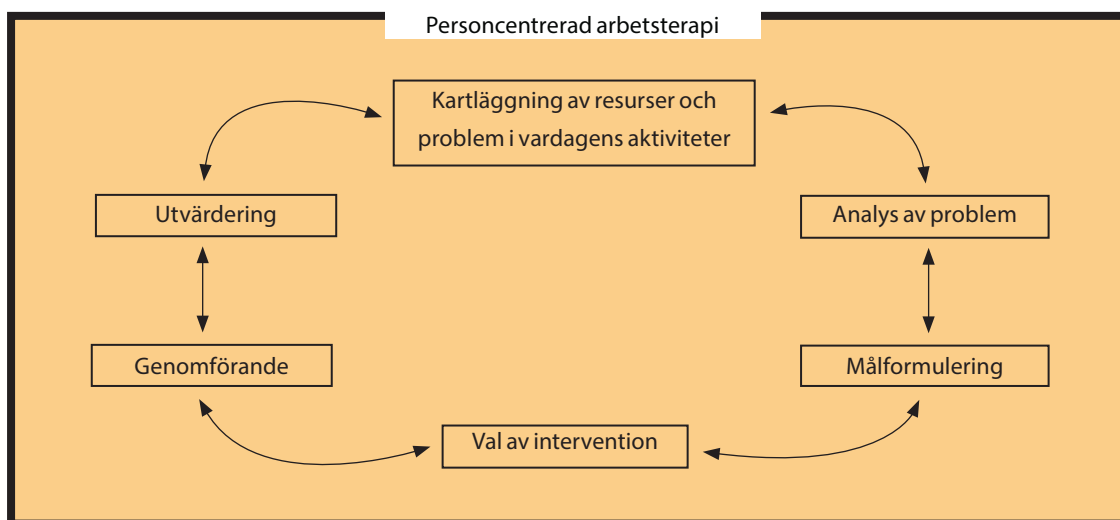 Personcentrerad arbetsterapi
Kartläggning av resurser och
problem i vardagens aktiviteter
Utvärdering
Analys av problem
Genomförande
Målformulering
Val av intervention